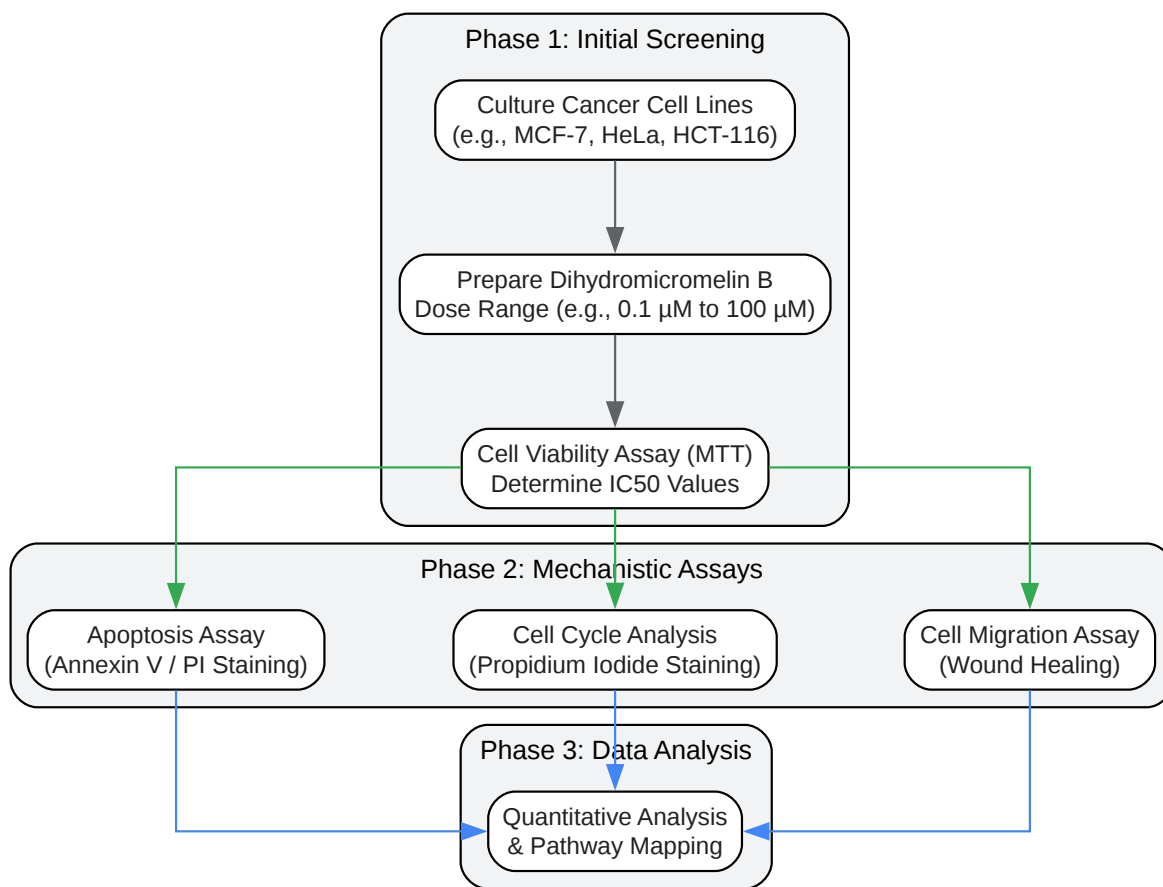 Phase 1: Initial Screening
Culture Cancer Cell Lines
(e.g., MCF-7, HeLa, HCT-116)
Prepare Dihydromicromelin B
Dose Range (e.g., 0.1 µM to 100 µM)
Cell Viability Assay (MTT)
Determine IC50 Values
Phase 2: Mechanistic Assays
Apoptosis Assay
(Annexin V / PI Staining)
Cell Cycle Analysis
(Propidium Iodide Staining)
Cell Migration Assay
(Wound Healing)
Phase 3: Data Analysis
Quantitative Analysis
& Pathway Mapping